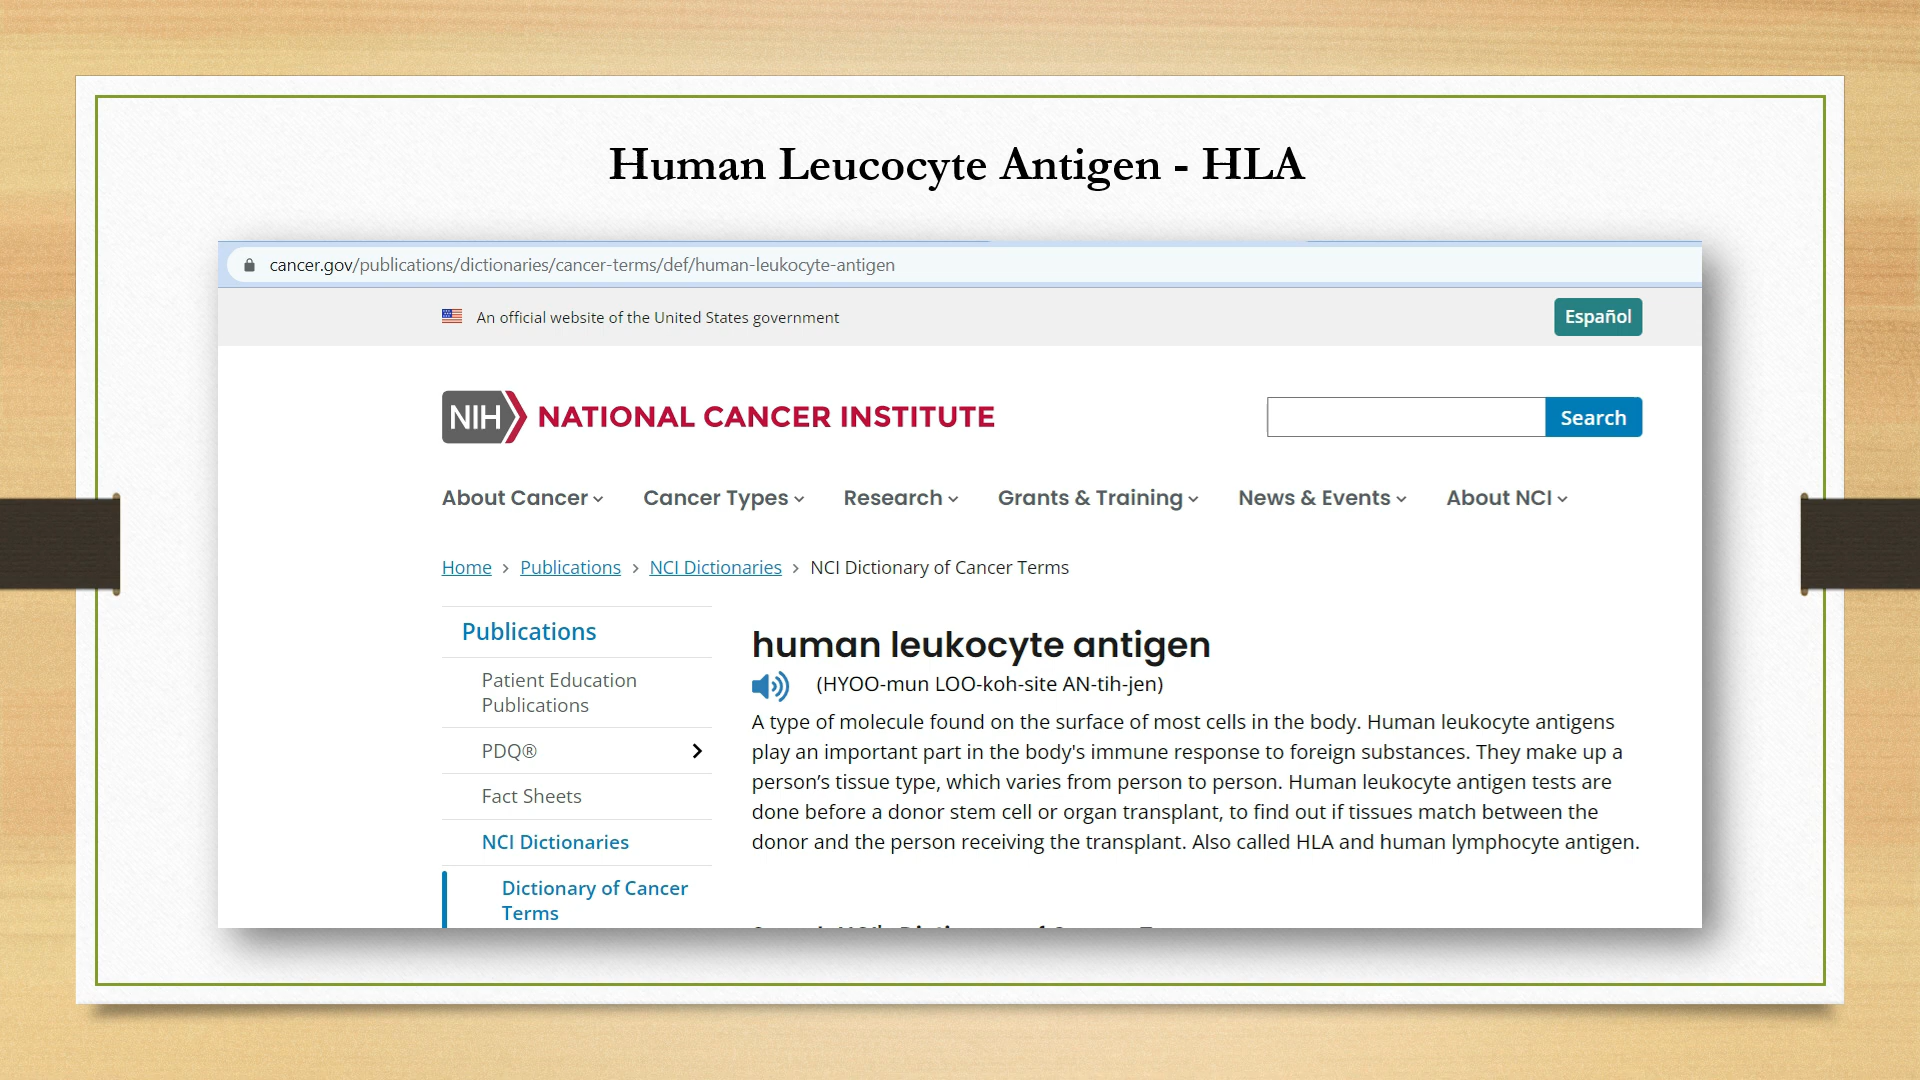 Human Leucocyte Antigen - HLA
cancer.gov/publications/dictionaries/cancer-terms/def/human-leukocyte-antigen
An official website of the United States government
Español
NIH NATIONAL CANCER INSTITUTE
Search
About Cancer Cancer Types Research Grants & Training News & Events About NCI
Home > Publications > NCI Dictionaries > NCI Dictionary of Cancer Terms
Publications
Patient Education
Publications
PDQ®
Fact Sheets
NCI Dictionaries
Dictionary of Cancer
Terms
human leukocyte antigen
(HYOO-mun LOO-koh-site AN-tih-jen)
A type of molecule found on the surface of most cells in the body. Human leukocyte antigens
play an important part in the body's immune response to foreign substances. They make up a
person’s tissue type, which varies from person to person. Human leukocyte antigen tests are
done before a donor stem cell or organ transplant, to find out if tissues match between the
donor and the person receiving the transplant. Also called HLA and human lymphocyte antigen.